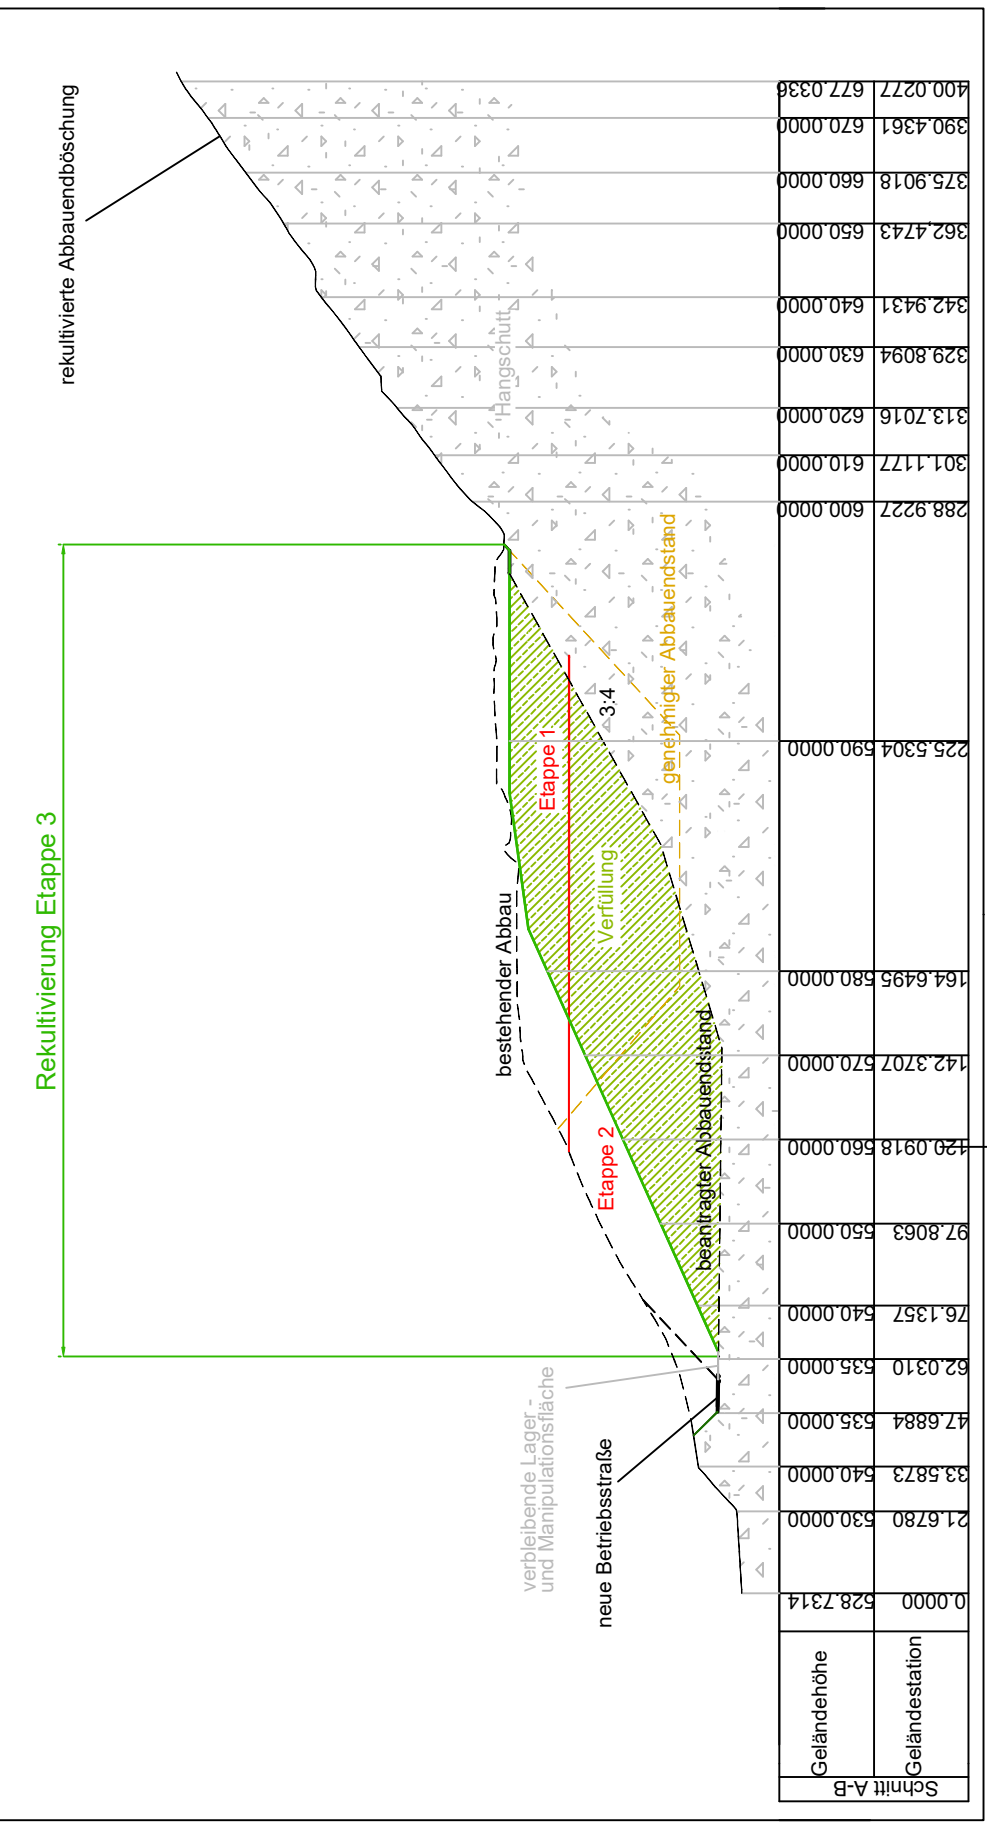 rekultivierte Abbauendböschung
Rekultivierung Etappe 3
Hangschutt
genehmigter Abbauendstand
3:4
Etappe 1
Verfüllung
bestehender Abbau
Etappe 2
beantragter Abbauendstand
verbleibende Lager -
und Manipulationsfläche
neue Betriebsstraße
Schnitt A-B
Geländehöhe
528.7314
530.0000
540.0000
535.0000
535.0000
540.0000
550.0000
560.0000
570.0000
580.0000
590.0000
600.0000
610.0000
620.0000
630.0000
640.0000
650.0000
660.0000
670.0000
677.0336
Geländestation
0.0000
21.6780
33.5873
47.6884
62.0310
76.1357
97.8063
120.0918
142.3707
164.6495
225.5304
288.9227
301.1177
313.7016
329.8094
342.9431
362.4743
375.9018
390.4361
400.0277